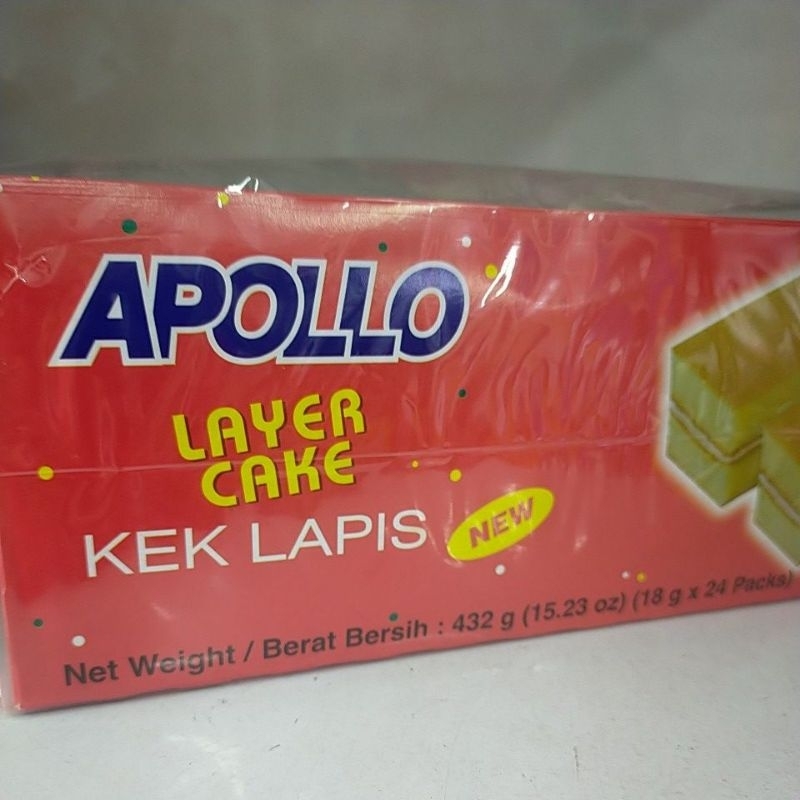 APOLLO
LAYER
CAKE
KEK LAPIS
NEW
Net Weight / Berat Bersih : 432 g (15.23 oz) (18 g x 24 Packs)